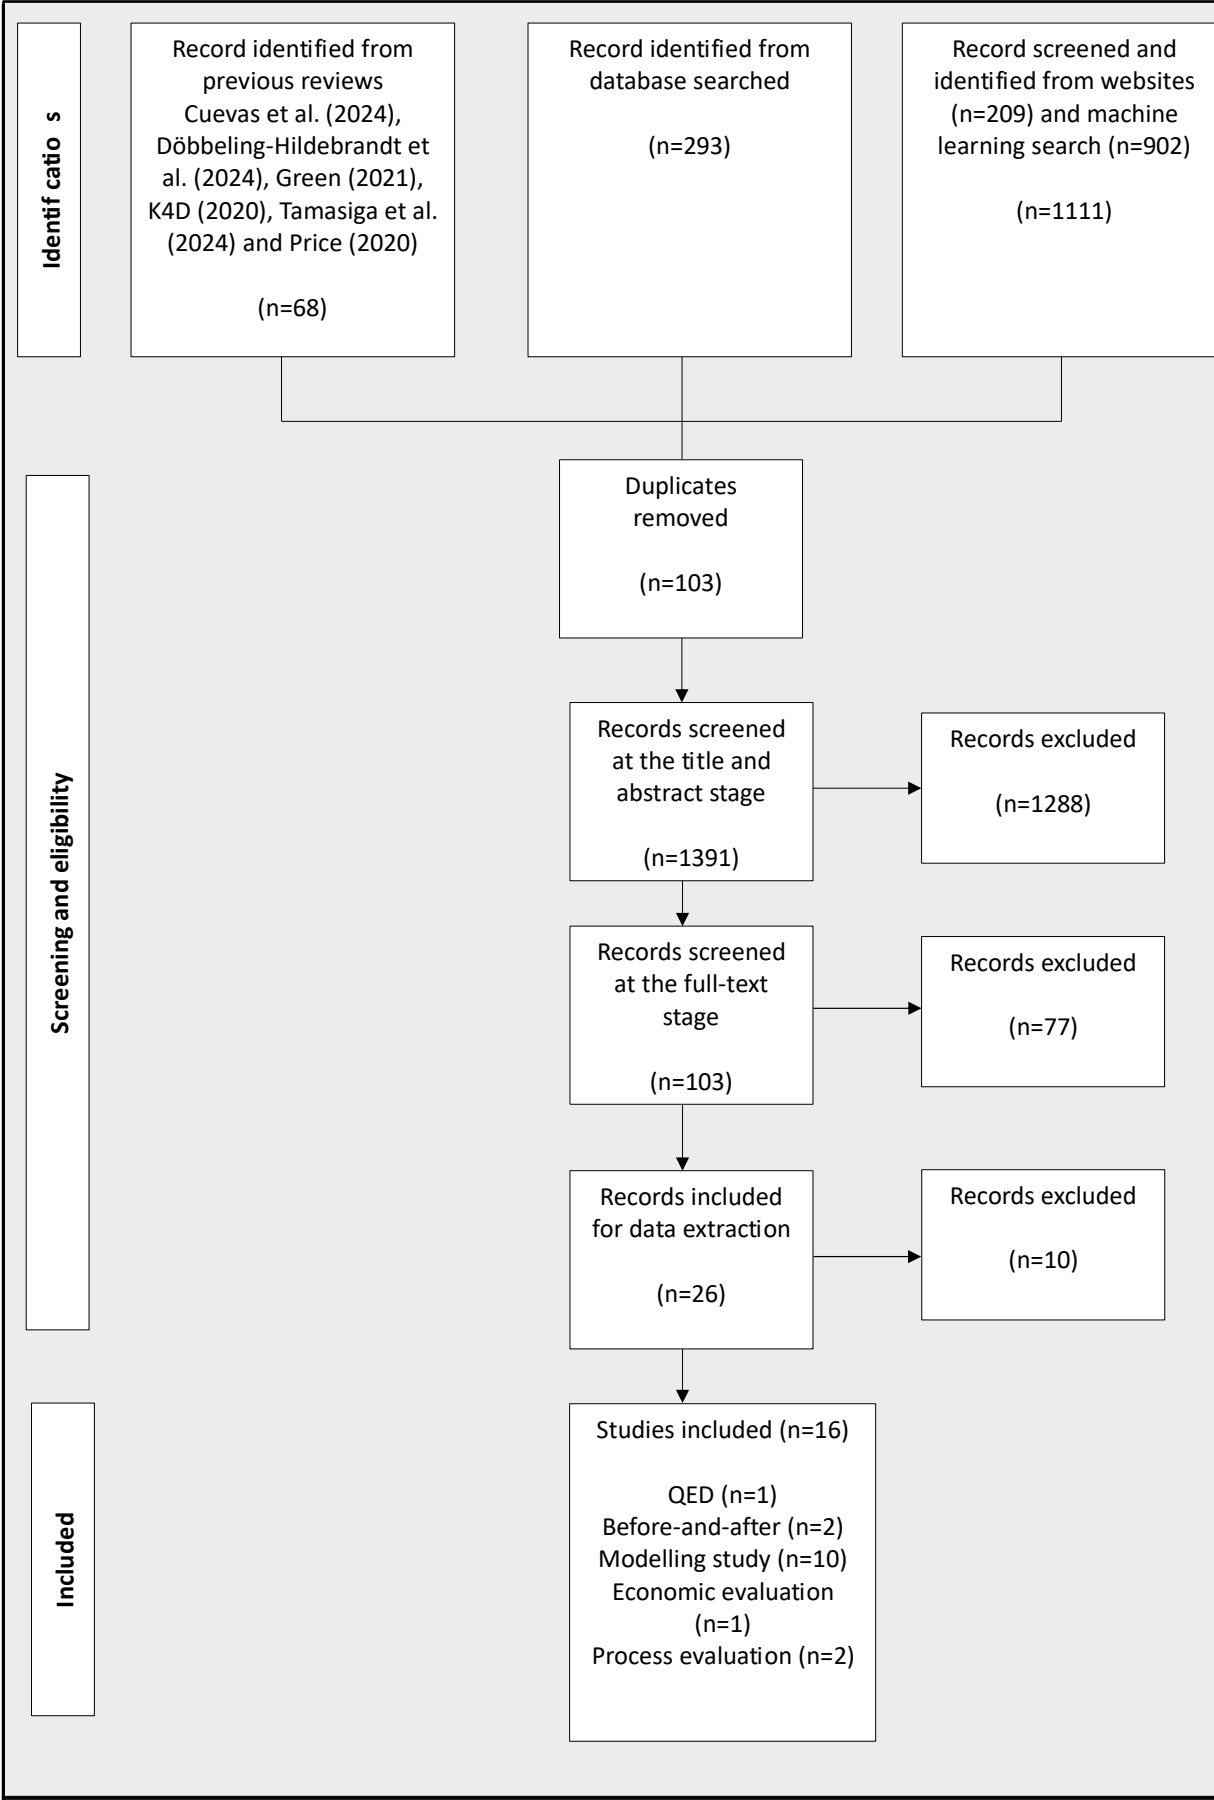 Identif catio s
Record identified from
previous reviews
Cuevas et al. (2024),
Döbbeling-Hildebrandt et
al. (2024), Green (2021),
K4D (2020), Tamasiga et al.
(2024) and Price (2020)
(n=68)
Record identified from
database searched
(n=293)
Record screened and
identified from websites
(n=209) and machine
learning search (n=902)
(n=1111)
Screening and eligibility
Duplicates
removed
(n=103)
Records screened
at the title and
abstract stage
(n=1391)
Records excluded
(n=1288)
Records screened
at the full-text
stage
(n=103)
Records excluded
(n=77)
Records included
for data extraction
(n=26)
Records excluded
(n=10)
Included
Studies included (n=16)
QED (n=1)
Before-and-after (n=2)
Modelling study (n=10)
Economic evaluation
(n=1)
Process evaluation (n=2)